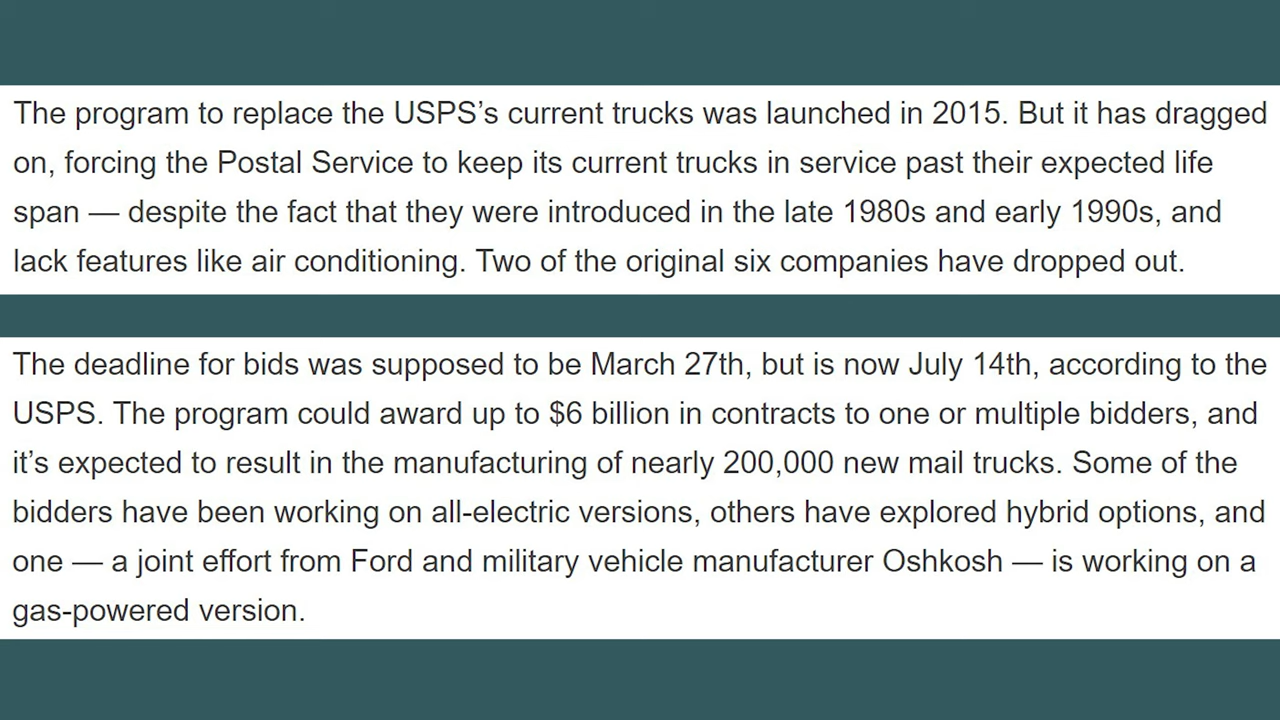 The program to replace the USPS’s current trucks was launched in 2015. But it has dragged
on, forcing the Postal Service to keep its current trucks in service past their expected life
span — despite the fact that they were introduced in the late 1980s and early 1990s, and
lack features like air conditioning. Two of the original six companies have dropped out.
The deadline for bids was supposed to be March 27th, but is now July 14th, according to the
USPS. The program could award up to $6 billion in contracts to one or multiple bidders, and
it’s expected to result in the manufacturing of nearly 200,000 new mail trucks. Some of the
bidders have been working on all-electric versions, others have explored hybrid options, and
one — a joint effort from Ford and military vehicle manufacturer Oshkosh — is working on a
gas-powered version.